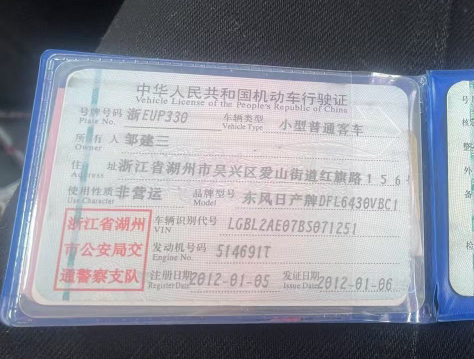 中华人民共和国机动车行驶证
Vehicle License of the People's Republic of China
号牌号码 浙EUP330 车辆类型 小型普通客车
Plate No. Vehicle Type
所有人 邹建三
Owner
住址 浙江省湖州市吴兴区爱山街道红旗路156
Address
使用性质 非营运 品牌型号 东风日产牌DFL6430VBC1
Use Character Model
浙江省湖州市公安局交通警察支队
车辆识别代号 LGBL2AE07BS071251
VIN
发动机号码 514691T
Engine No.
注册日期 2012-01-05 发证日期 2012-01-06
Register Date Issue Date